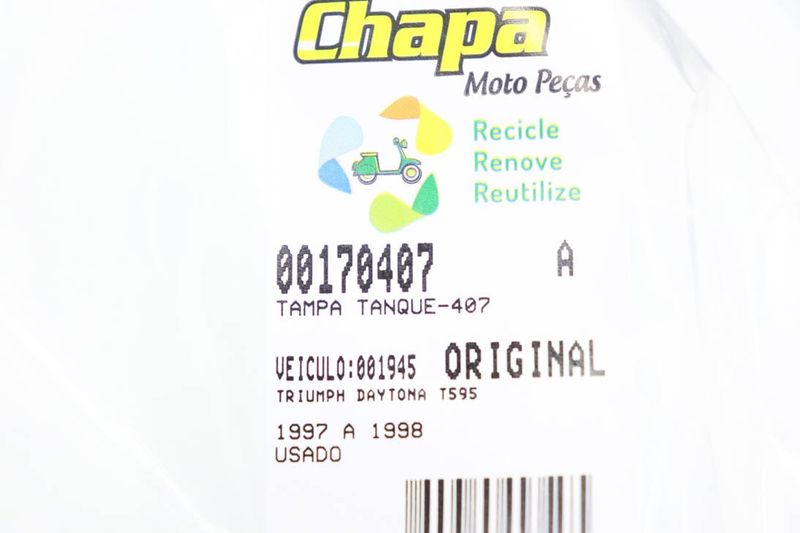 Chapa
Moto Peças
Recicle
Renove
Reutilize
00170407 A
TAMPA TANQUE-407
VEICULO:001945 ORIGINAL
TRIUMPH DAYTONA T595
1997 A 1998
USADO